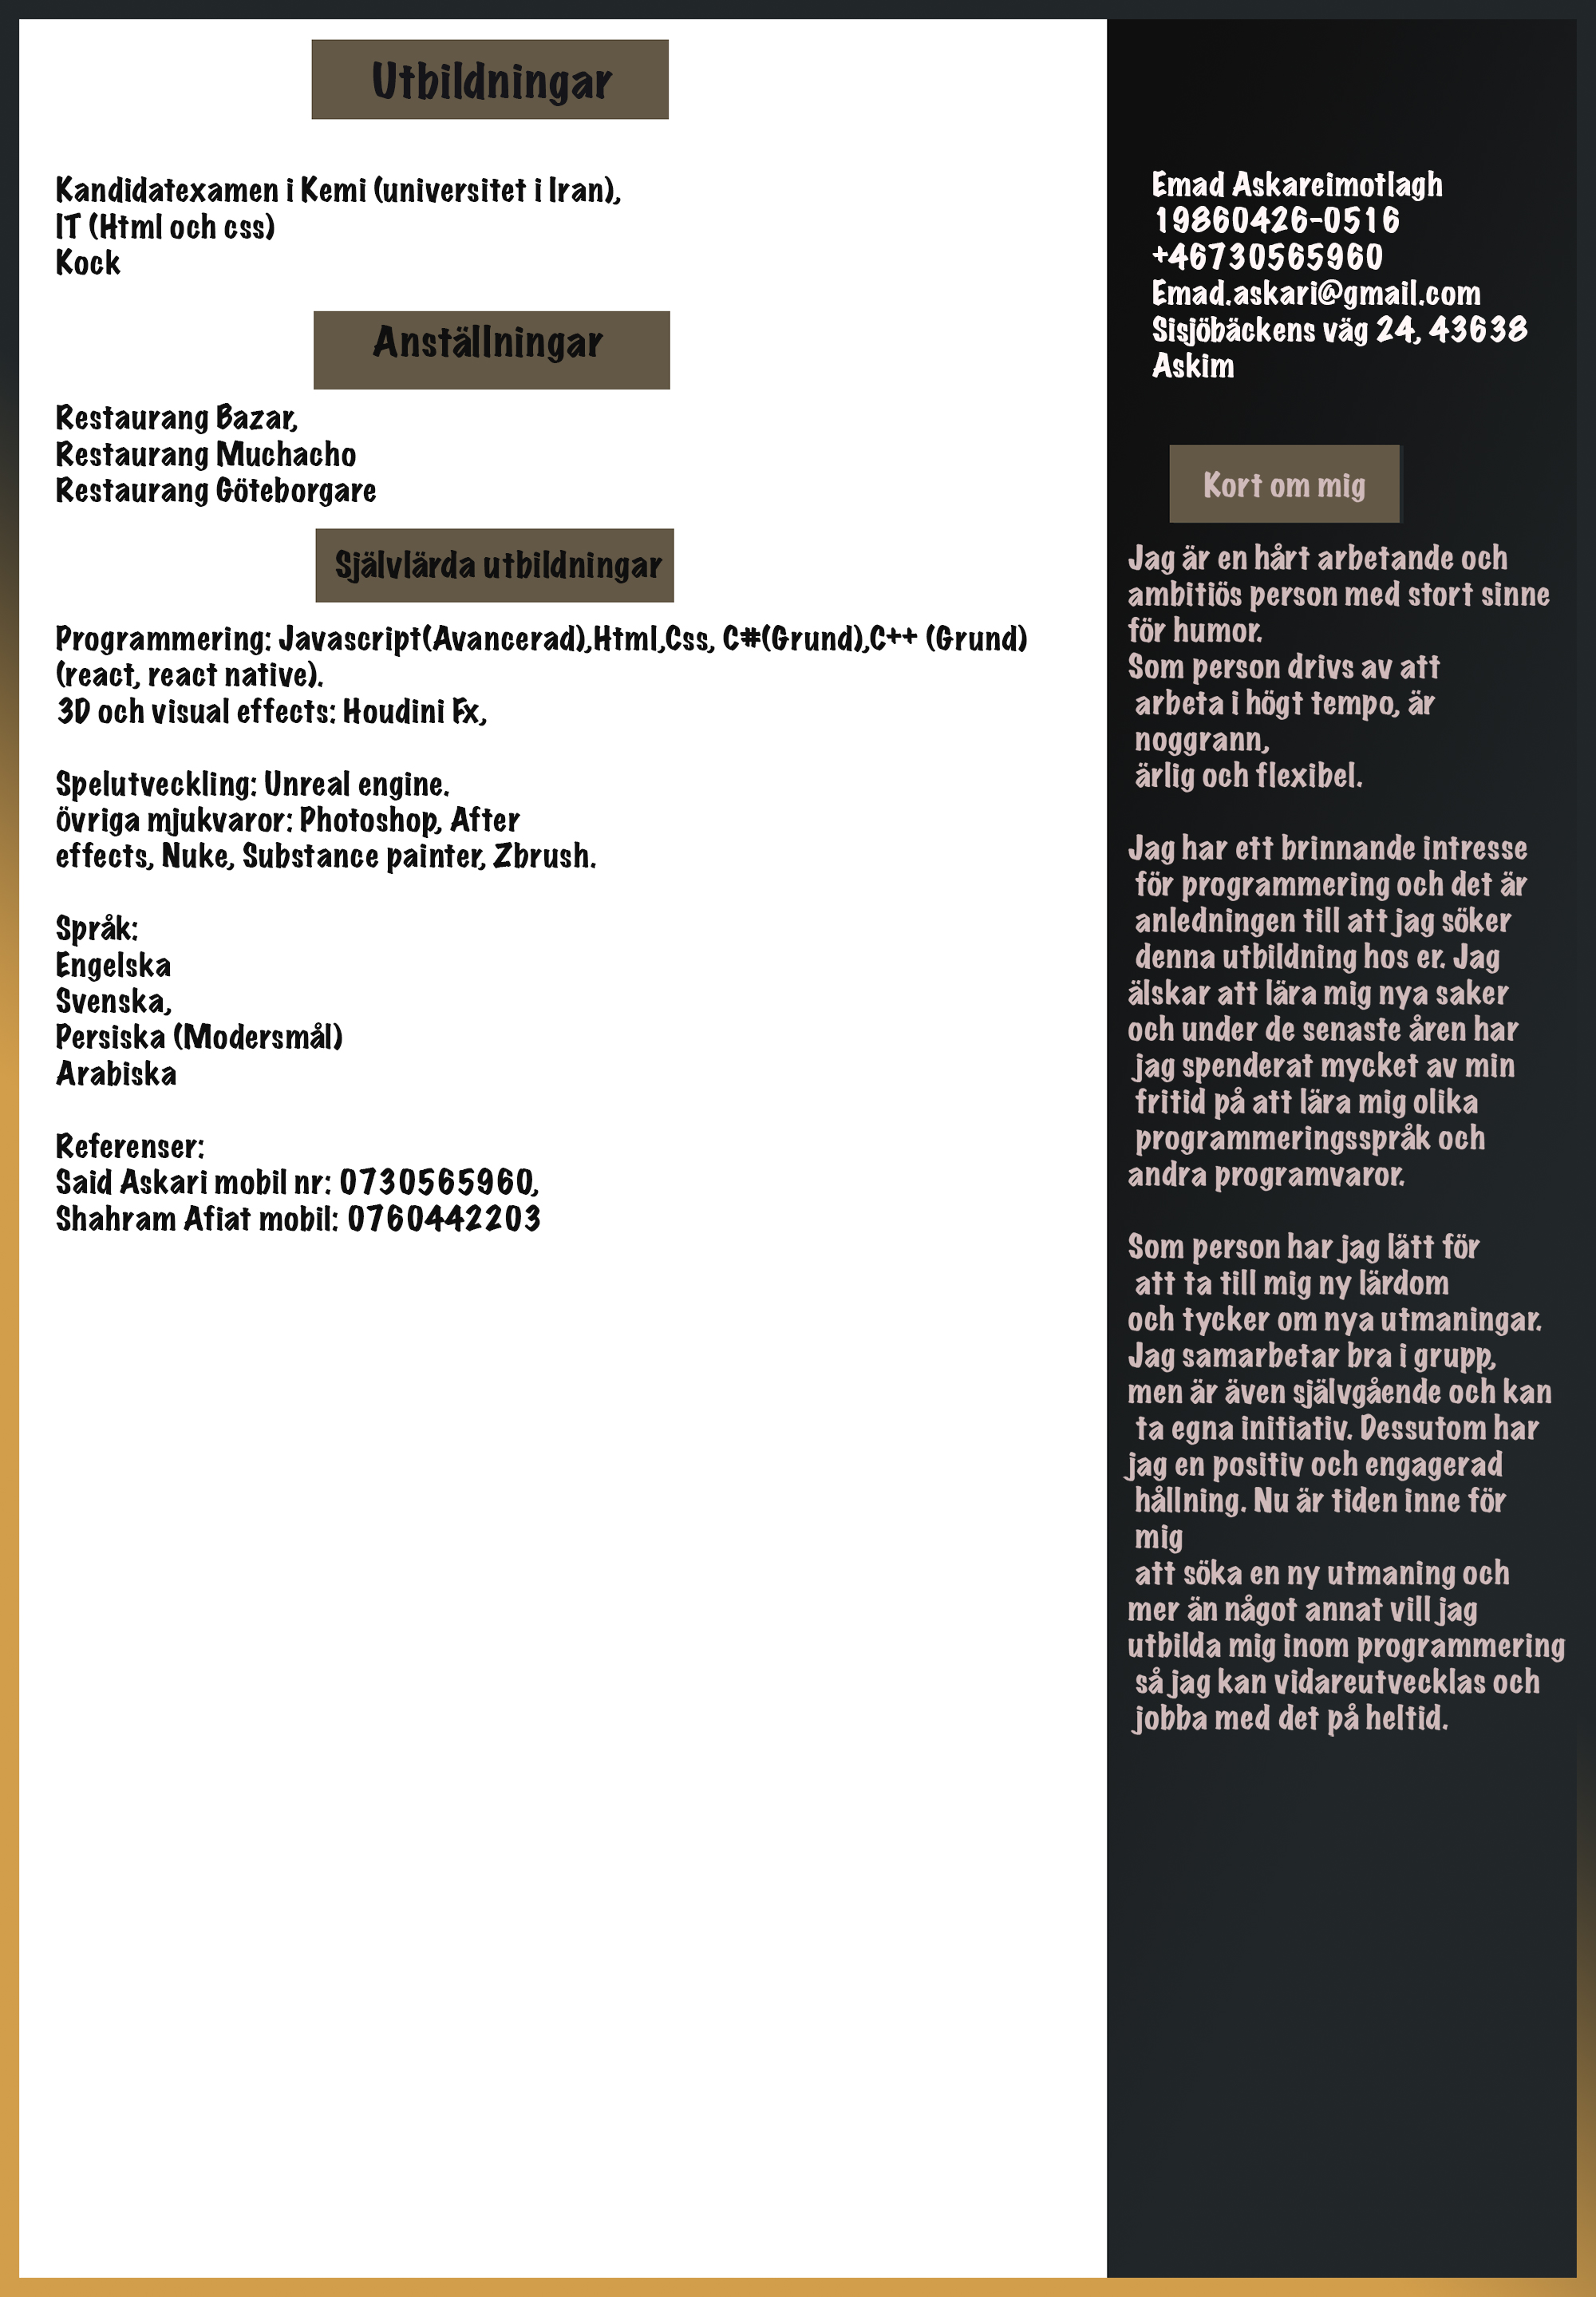 Utbildningar
Kandidatexamen i Kemi (universitet i Iran),
IT (Html och css)
Kock
Anställningar
Restaurang Bazar,
Restaurang Muchacho
Restaurang Göteborgare
Självlärda utbildningar
Programmering: Javascript(Avancerad),Html,Css, C#(Grund),C++ (Grund)
(react, react native).
3D och visual effects: Houdini Fx,
Spelutveckling: Unreal engine.
övriga mjukvaror: Photoshop, After
effects, Nuke, Substance painter, Zbrush.
Språk:
Engelska
Svenska,
Persiska (Modersmål)
Arabiska
Referenser:
Said Askari mobil nr: 0730565960,
Shahram Afiat mobil: 0760442203
Emad Askareimotlagh
19860426-0516
+46730565960
Emad.askari@gmail.com
Sisjöbäckens väg 24, 43638
Askim
Kort om mig
Jag är en hårt arbetande och
ambitiös person med stort sinne
för humor.
Som person drivs av att
arbeta i högt tempo, är
noggrann,
ärlig och flexibel.
Jag har ett brinnande intresse
för programmering och det är
anledningen till att jag söker
denna utbildning hos er. Jag
älskar att lära mig nya saker
och under de senaste åren har
jag spenderat mycket av min
fritid på att lära mig olika
programmeringsspråk och
andra programvaror.
Som person har jag lätt för
att ta till mig ny lärdom
och tycker om nya utmaningar.
Jag samarbetar bra i grupp,
men är även självgående och kan
ta egna initiativ. Dessutom har
jag en positiv och engagerad
hållning. Nu är tiden inne för
mig
att söka en ny utmaning och
mer än något annat vill jag
utbilda mig inom programmering
så jag kan vidareutvecklas och
jobba med det på heltid.